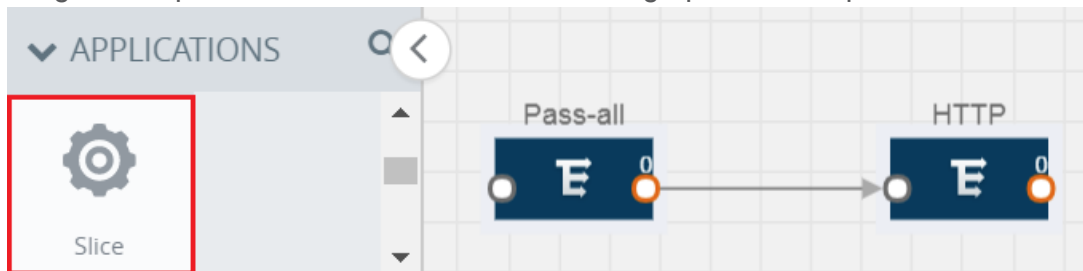 APPLICATIONS
Pass-all
HTTP
0
0
Slice